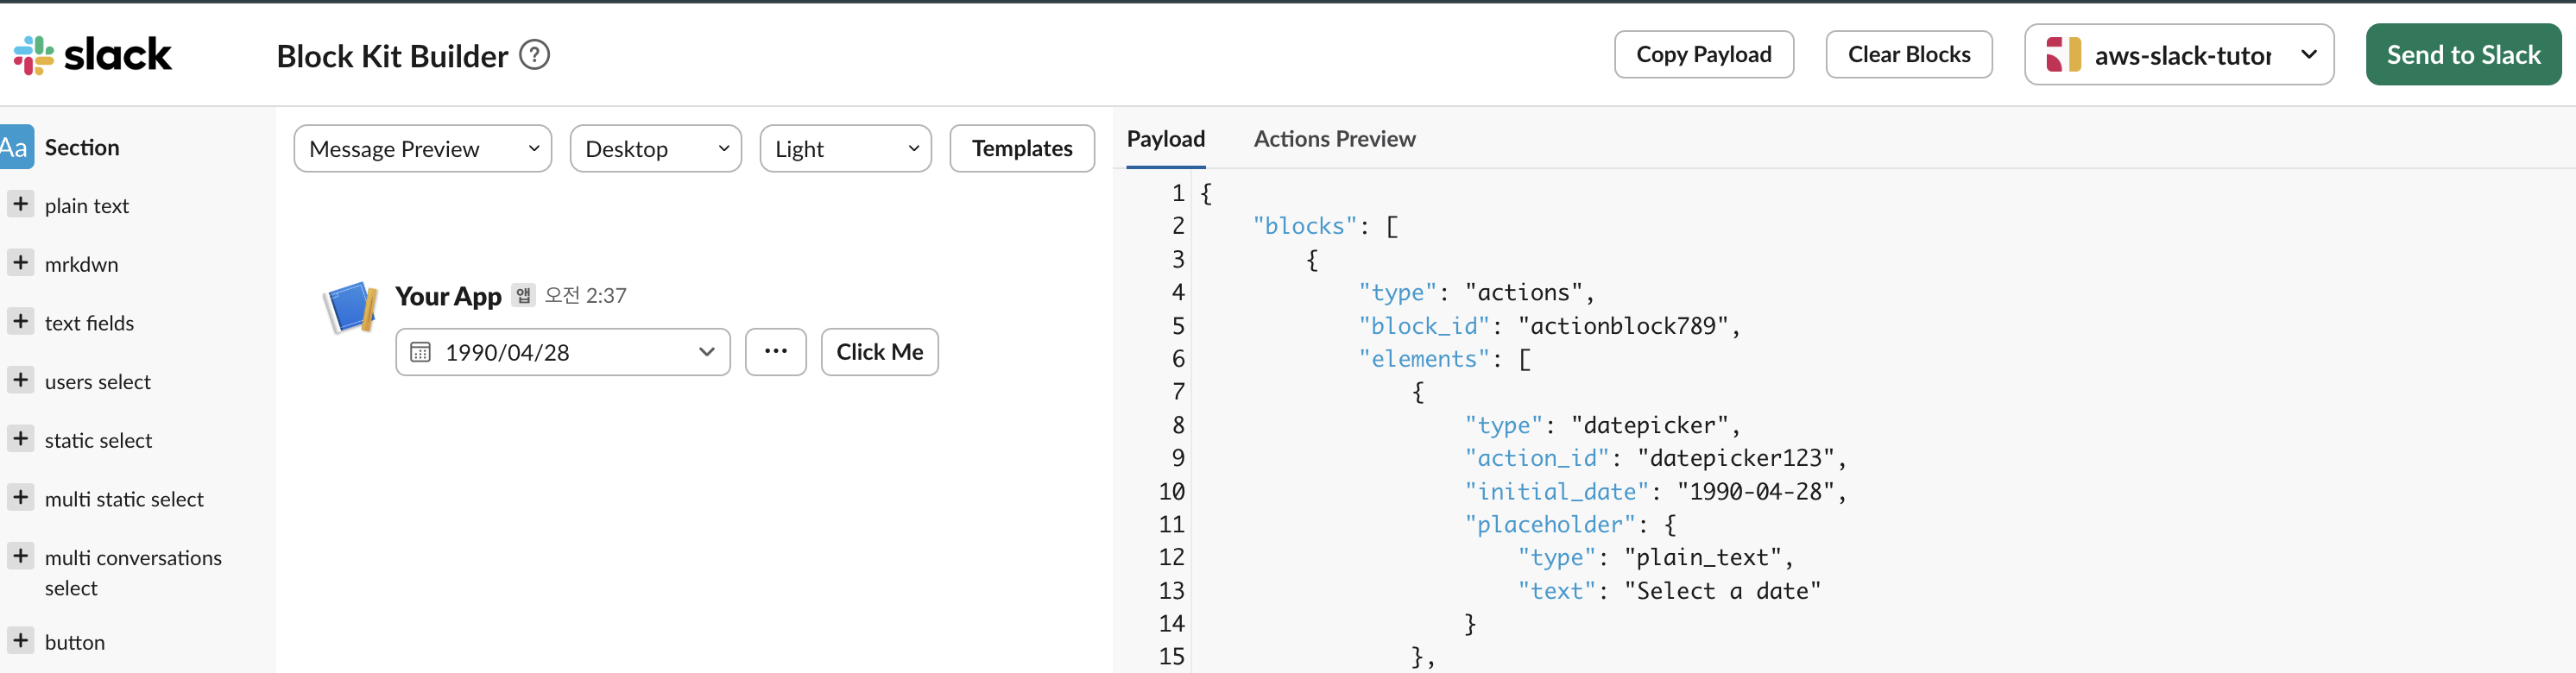 slack
Block Kit Builder ?
Copy Payload
Clear Blocks
aws-slack-tutor
Send to Slack
Aa Section
+ plain text
+ mrkdwn
+ text fields
+ users select
+ static select
+ multi static select
+ multi conversations
select
+ button
Message Preview
Desktop
Light
Templates
Your App 앱 오전 2:37
1990/04/28
...
Click Me
Payload
Actions Preview
1 {
2 "blocks": [
3 {
4 "type": "actions",
5 "block_id": "actionblock789",
6 "elements": [
7 {
8 "type": "datepicker",
9 "action_id": "datepicker123",
10 "initial_date": "1990-04-28",
11 "placeholder": {
12 "type": "plain_text",
13 "text": "Select a date"
14 }
15 },